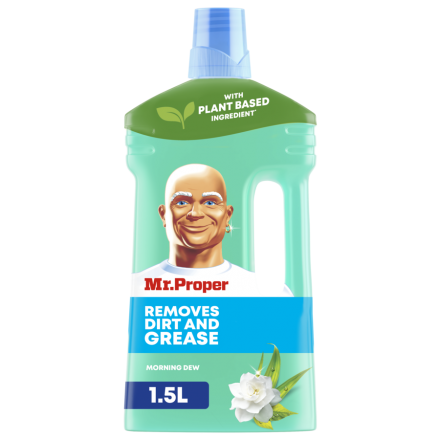 WITH
PLANT BASED
INGREDIENT*
Mr.Proper
REMOVES
DIRT AND
GREASE
MORNING DEW
1.5L